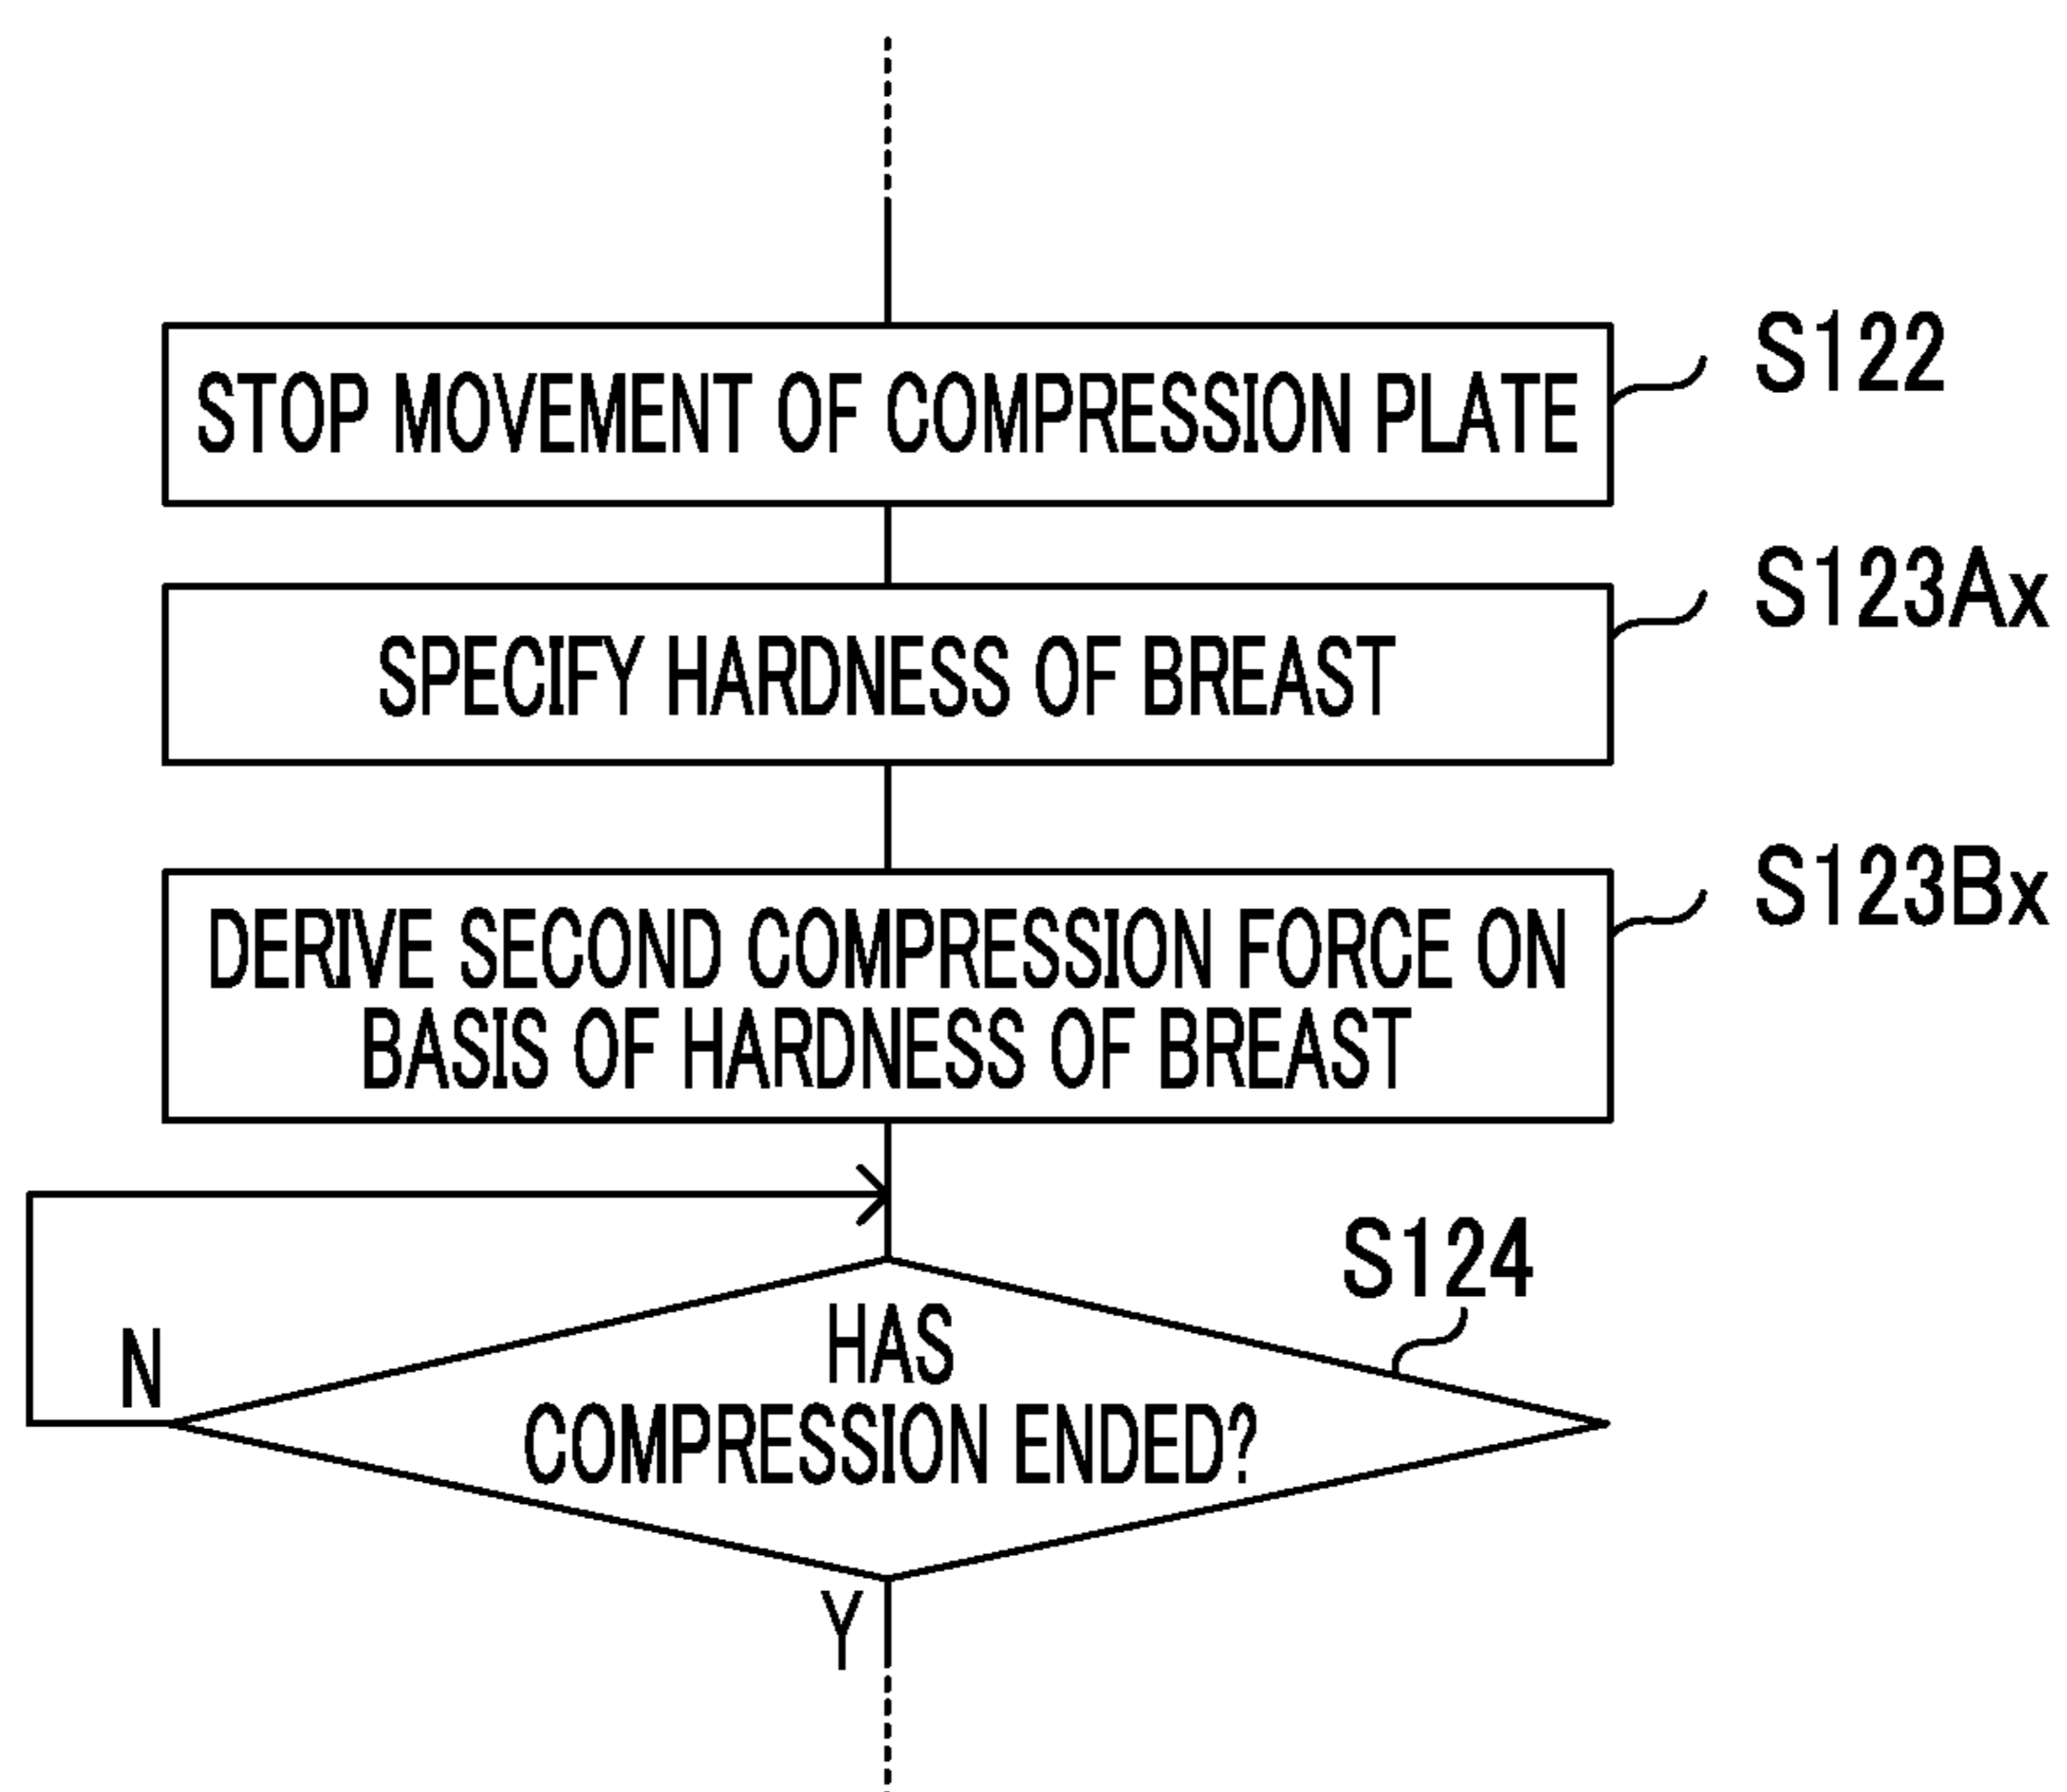 STOP MOVEMENT OF COMPRESSION PLATE
S122
SPECIFY HARDNESS OF BREAST
S123Ax
DERIVE SECOND COMPRESSION FORCE ON
BASIS OF HARDNESS OF BREAST
S123Bx
S124
N
HAS
COMPRESSION ENDED?
Y